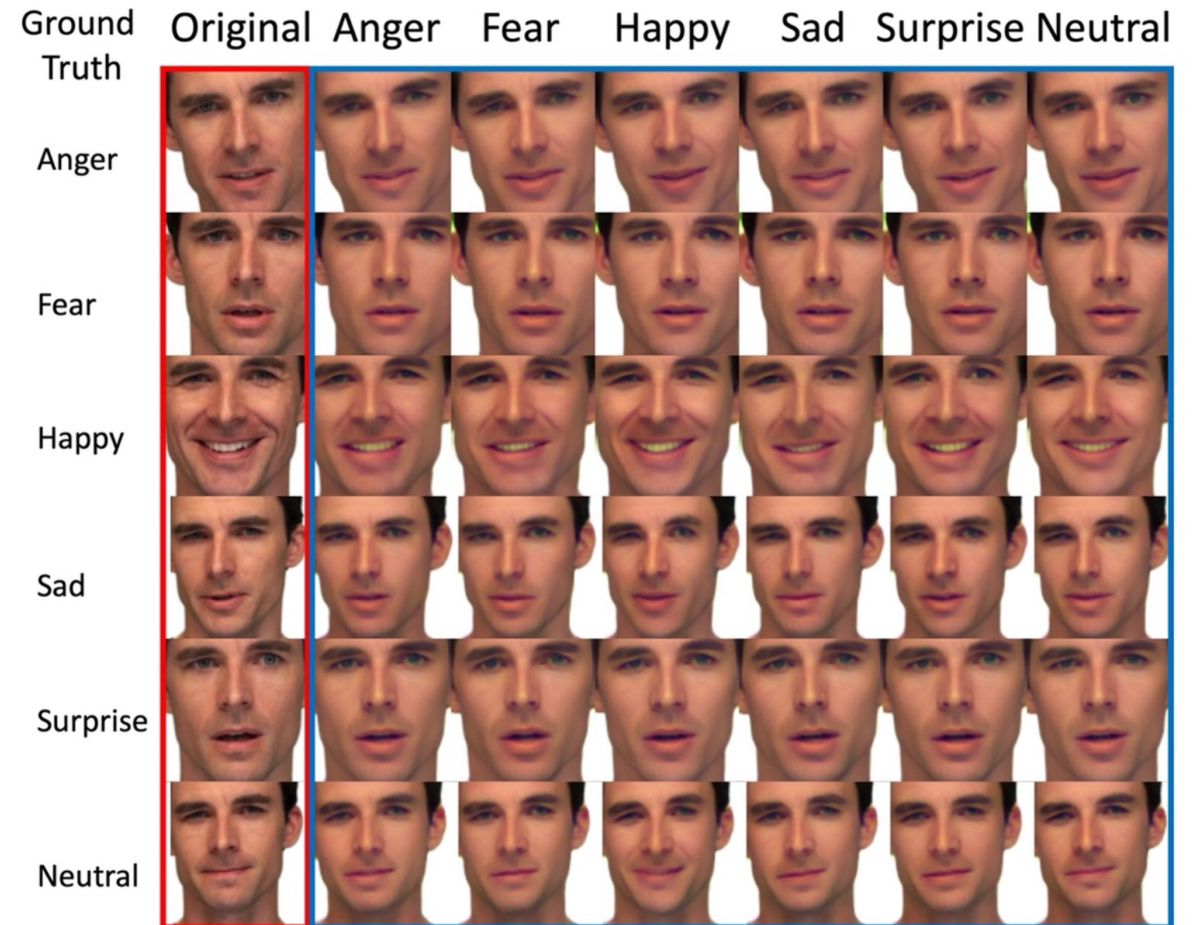 Ground Truth
Original Anger Fear Happy Sad Surprise Neutral
Anger
Fear
Happy
Sad
Surprise
Neutral